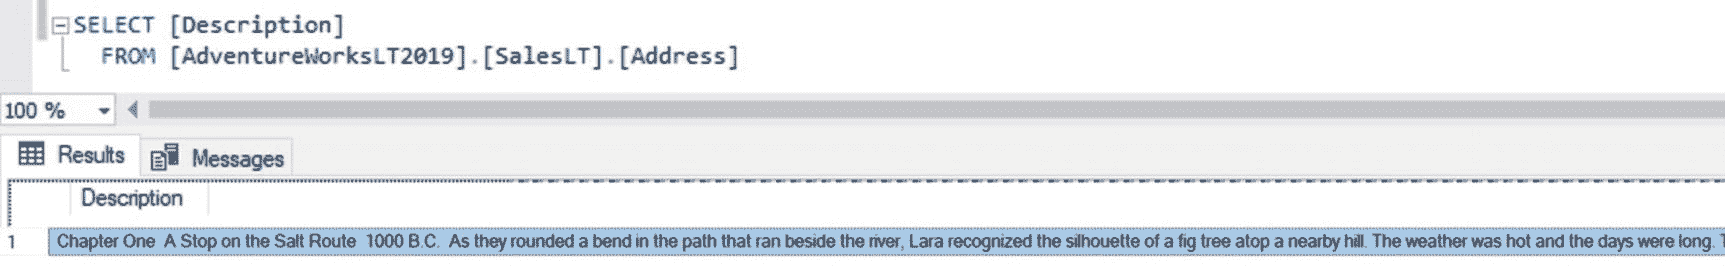 SELECT [Description]
FROM [AdventureWorksLT2019].[SalesLT].[Address]
100 %
Results Messages
Description
1 Chapter One A Stop on the Salt Route 1000 B.C. As they rounded a bend in the path that ran beside the river, Lara recognized the silhouette of a fig tree atop a nearby hill. The weather was hot and the days were long.